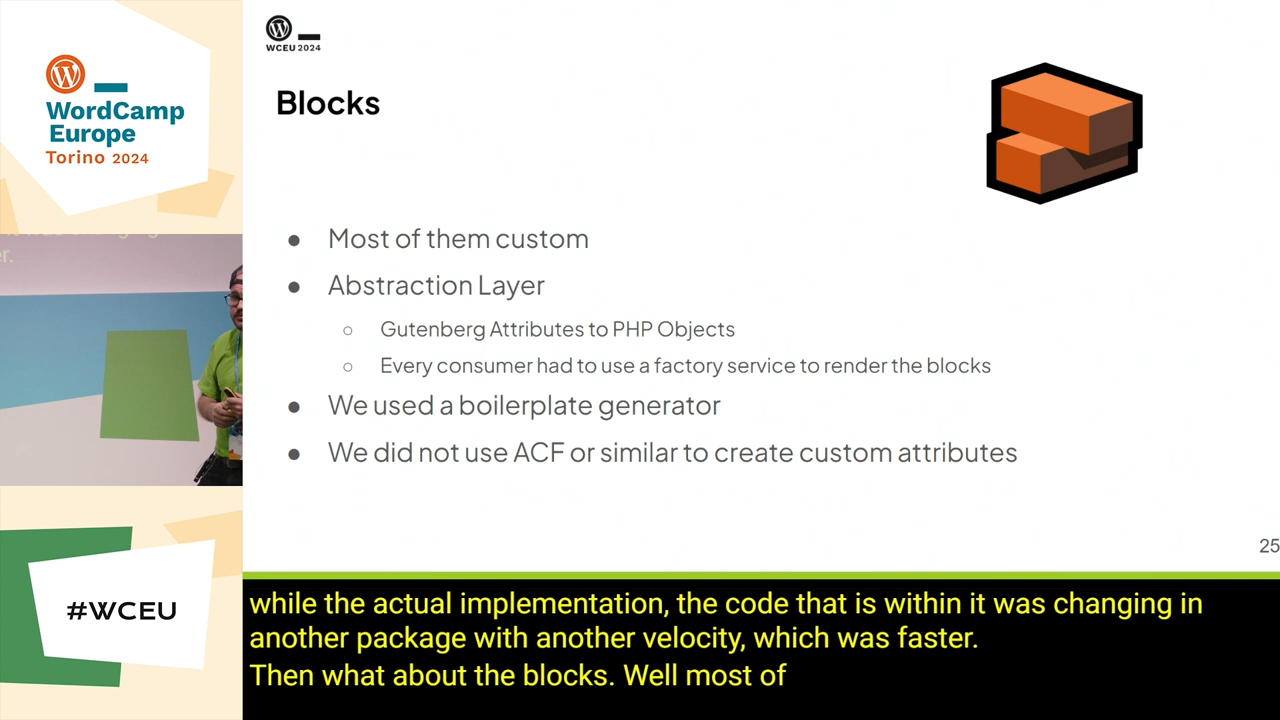 WordCamp
Europe
Torino 2024
er.
#WCEU
WCEU 2024
Blocks
● Most of them custom
● Abstraction Layer
○ Gutenberg Attributes to PHP Objects
○ Every consumer had to use a factory service to render the blocks
● We used a boilerplate generator
● We did not use ACF or similar to create custom attributes
25
while the actual implementation, the code that is within it was changing in
another package with another velocity, which was faster.
Then what about the blocks. Well most of